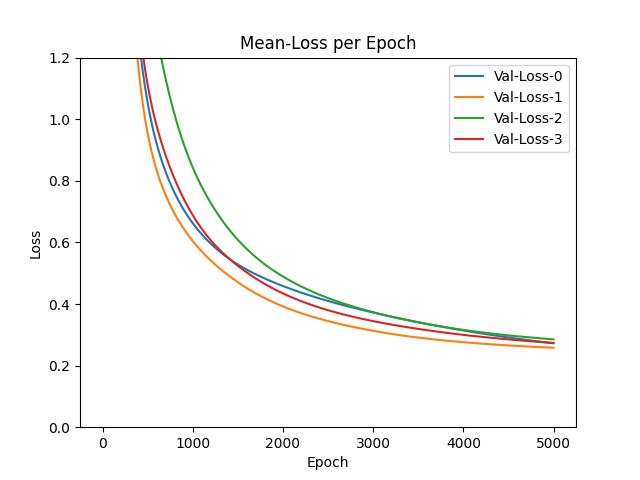 Mean-Loss per Epoch
1.2
1.0
0.8
0.6
0.4
0.2
0.0
Loss
Val-Loss-0
Val-Loss-1
Val-Loss-2
Val-Loss-3
0 1000 2000 3000 4000 5000
Epoch